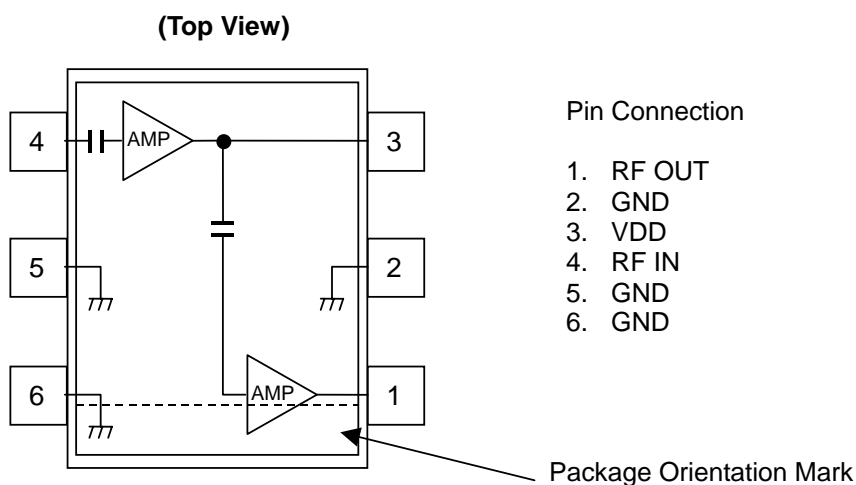 (Top View)
4
AMP
3
5
2
6
AMP
1
Pin Connection
1. RF OUT
2. GND
3. VDD
4. RF IN
5. GND
6. GND
Package Orientation Mark